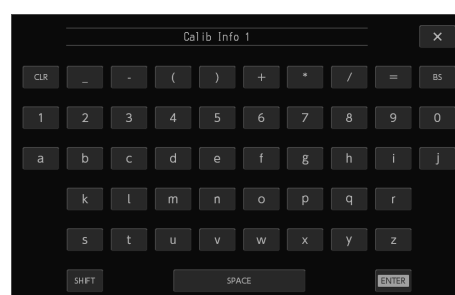 Calib Info 1 ✕
CLR _ - ( ) + * / = BS
1 2 3 4 5 6 7 8 9 0
a b c d e f g h i j
k l m n o p q r
s t u v w x y z
SHIFT SPACE ENTER